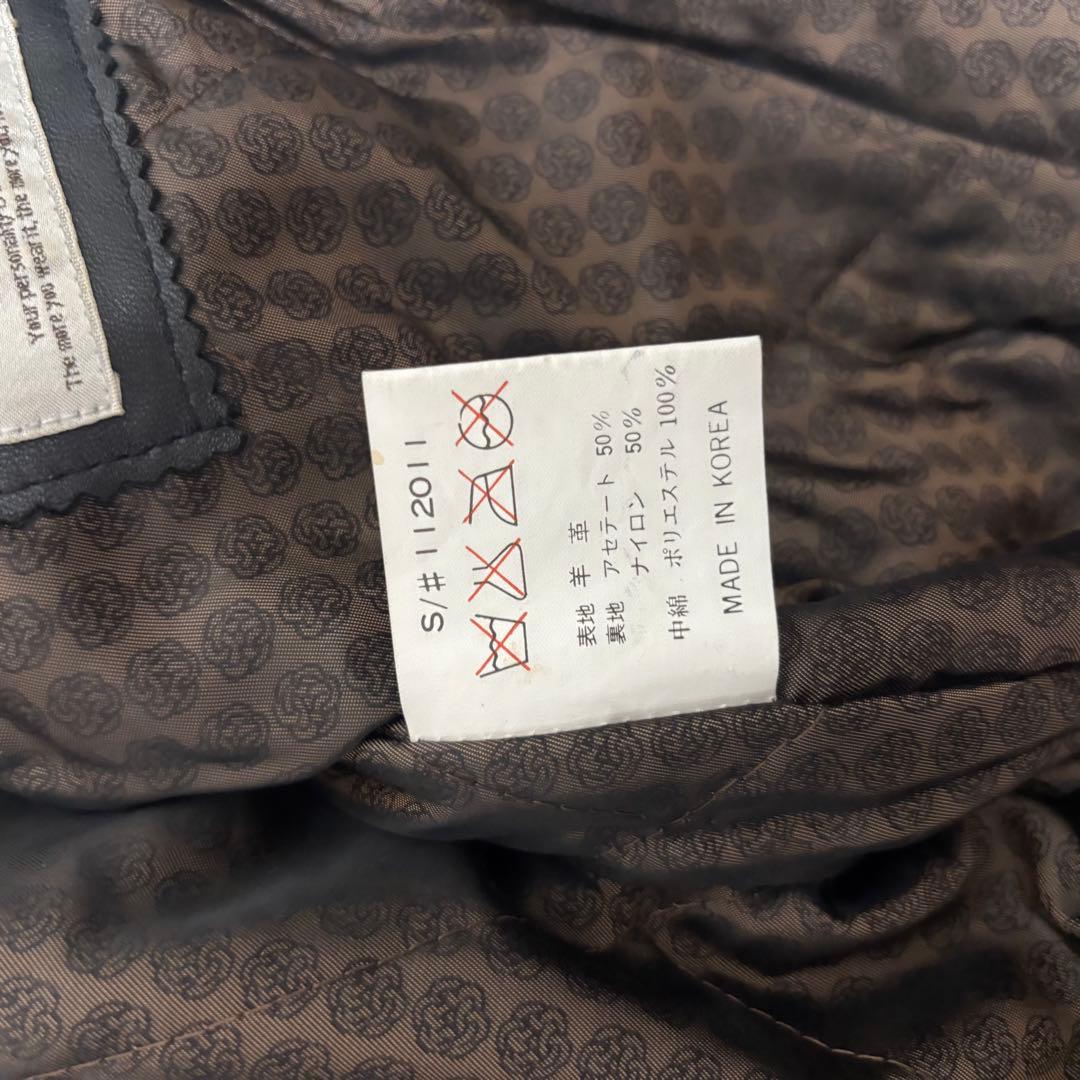 Your personality
The more you wear it, the more your
S/# 112011
表地 羊 革
裏地 アセテート 50%
ナイロン 50%
中綿 ポリエステル 100%
MADE IN KOREA